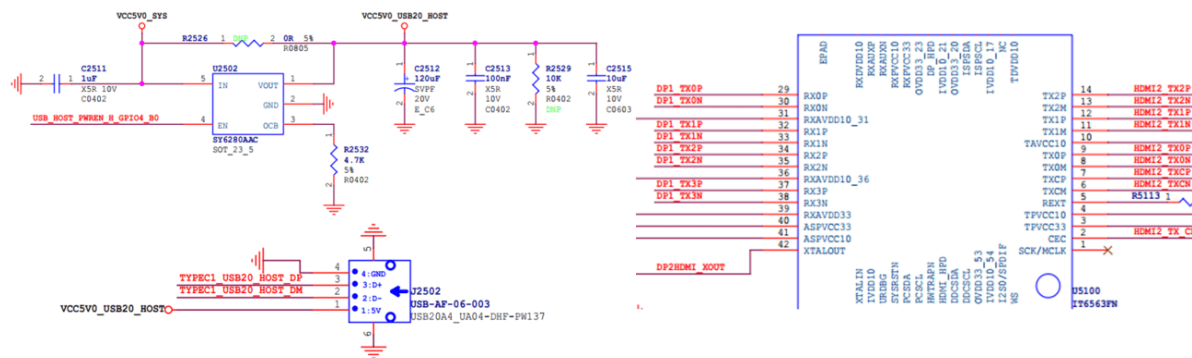 VCC5V0_SYS
VCC5V0_USB20_HOST
R2526 1 DNP 2 0R 5%
R0805
2 1 C2511
1uF
X5R 10V
C0402
U2502
5 IN VOUT 1
GND 2
4 EN OCB 3
SY6280AAC
SOT_23_5
USB_HOST_PWREN_H_GPIO4_B0
C2512
120uF
SVPF
20V
E_C6
C2513
100nF
X5R
10V
C0402
R2529
10K
5%
R0402
DNP
C2515
10uF
X5R
10V
C0603
R2532
4.7K
5%
R0402
5
4 4:GND
TYPEC1_USB20_HOST_DP 3 3:D+
TYPEC1_USB20_HOST_DM 2 2:D-
VCC5V0_USB20_HOST 1 1:5V
6
J2502
USB-AF-06-003
USB20A4_UA04-DHF-PW137
EPAD
RXDVDD10
RXAUXP
RXAUXN
RXPVCC10
RXPVCC33
DP_HPD
OVDD33_23
IVDD10_21
OVDD33_20
ISPSDA
ISPSCL
IVDD10_17
NC
TDVDD10
DP1_TX0P 29 RX0P
DP1_TX0N 30 RX0N
31 RXAVDD10_31
DP1_TX1P 32 RX1P
DP1_TX1N 33 RX1N
DP1_TX2P 34 RX2P
DP1_TX2N 35 RX2N
36 RXAVDD10_36
DP1_TX3P 37 RX3P
DP1_TX3N 38 RX3N
39 RXAVDD33
40 ASPVCC33
41 ASPVCC10
42 XTALOUT
DP2HDMI_XOUT
TX2P 14 HDMI2_TX2P
TX2M 13 HDMI2_TX2N
TX1P 12 HDMI2_TX1P
TX1M 11 HDMI2_TX1N
TAVCC10 10
TX0P 9 HDMI2_TX0P
TX0M 8 HDMI2_TX0N
TXCP 7 HDMI2_TXCP
TXCM 6 HDMI2_TXCN
REXT 5 R5113 1
TPVCC10 4
TPVCC33 3
CEC 2 HDMI2_TX_C
SCK/MCLK 1
XTALIN
IVDD10
URDBG
SYSRSTN
PCSDA
PCSCL
HWTRAPN
HDMI_HPD
DDCSDA
DDCSCL
OVDD33_53
IVDD10_54
I2S0/SPDIF
WS
U5100
IT6563FN